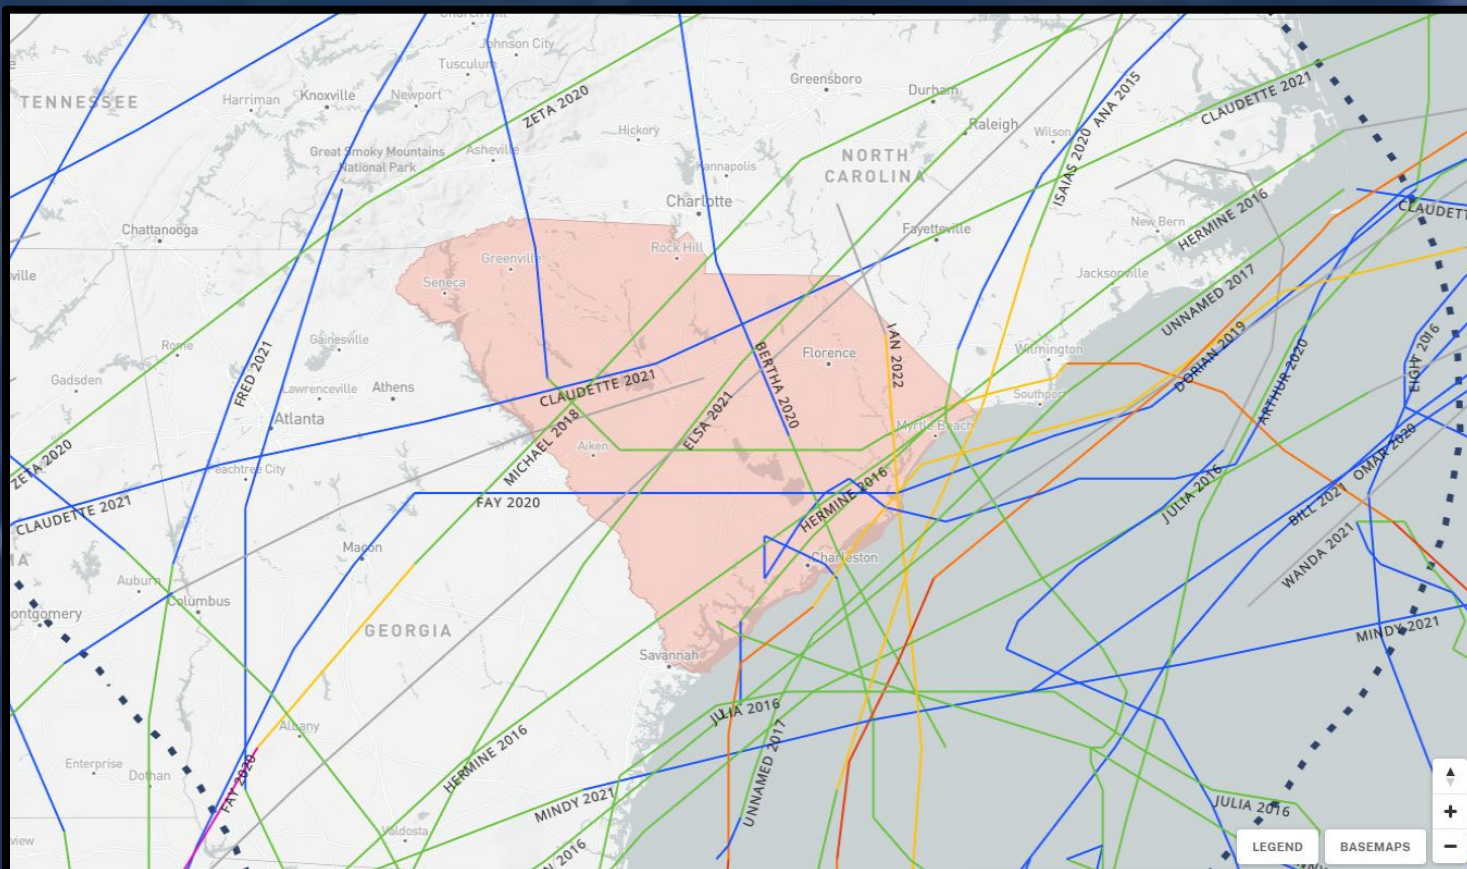 Johnson City
Tusculum
ZETA 2020
Greensboro
ANA 2015
CLAUDETTE 2021
TENNESSEE
Harriman
Knoxville
Newport
Durham
Raleigh
Wilson
Hickory
Great Smoky Mountains
National Park
Asheville
NORTH
CAROLINA
ISAIAS 2020
Kannapolis
Charlotte
Chattanooga
Rock Hill
Fayetteville
New Bern
HERMINE 2016
CLAUDETT
Greenville
Seneca
Jacksonville
UNNAMED 2017
Rome
Gainesville
FRED 2021
BERTHA 2020
Florence
IAN 2022
Wilmington
DORIAN 2019
ARTHUR 2020
EIGHT 2016
Gadsden
Lawrenceville
Athens
CLAUDETTE 2021
Southport
Atlanta
MICHAEL 2018
ELSA 2021
Myrtle Beach
ZETA 2020
Aiken
OMAR 2020
eachtree City
HERMINE 2016
JULIA 2016
BILL 2021
CLAUDETTE 2021
FAY 2020
WANDA 2021
Macon
Charleston
Auburn
Columbus
ontgomery
GEORGIA
MINDY 2021
Savannah
JULIA 2016
Albany
HERMINE 2016
Enterprise
Dothan
FAY 2020
MINDY 2021
UNNAMED 2017
JULIA 2016
Valdosta
view
N 2016
LEGEND
BASEMAPS